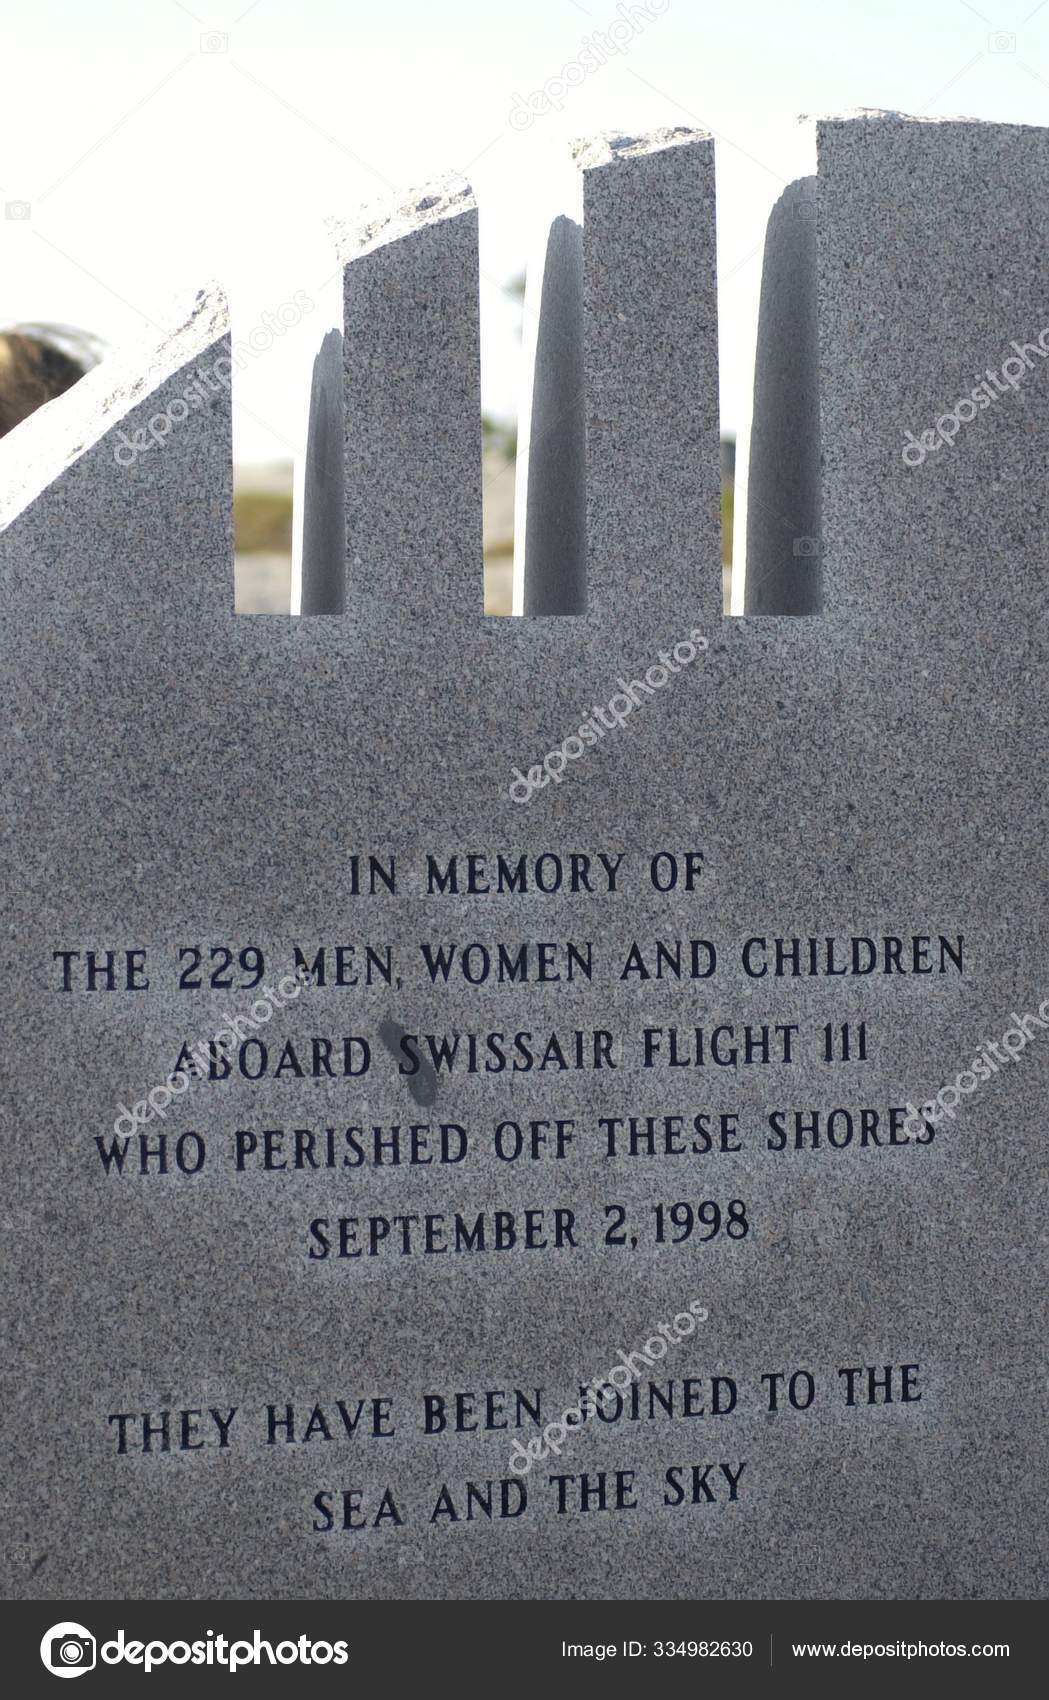 IN MEMORY OF
THE 229 MEN, WOMEN AND CHILDREN
ABOARD SWISSAIR FLIGHT 111
WHO PERISHED OFF THESE SHORES
SEPTEMBER 2, 1998
THEY HAVE BEEN JOINED TO THE
SEA AND THE SKY
depositphotos
Image ID: 334982630
www.depositphotos.com